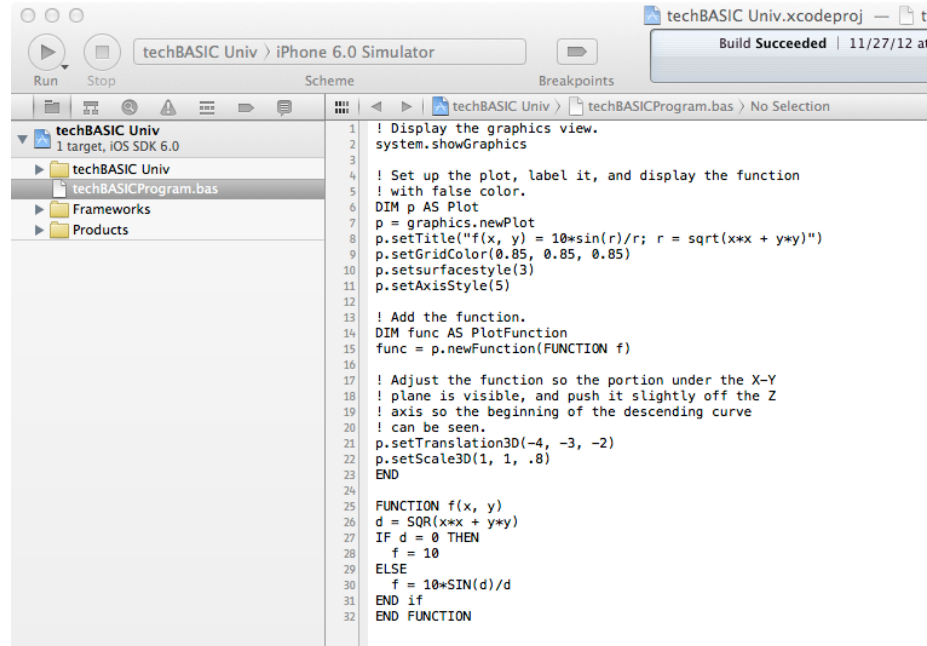 techBASIC Univ.xcodeproj — t
techBASIC Univ 〉 iPhone 6.0 Simulator
Build Succeeded | 11/27/12 at
Run Stop Scheme Breakpoints
techBASIC Univ 〉 techBASICProgram.bas 〉 No Selection
techBASIC Univ
1 target, iOS SDK 6.0
techBASIC Univ
techBASICProgram.bas
Frameworks
Products
1 ! Display the graphics view.
2 system.showGraphics
3
4 ! Set up the plot, label it, and display the function
5 ! with false color.
6 DIM p AS Plot
7 p = graphics.newPlot
8 p.setTitle("f(x, y) = 10*sin(r)/r; r = sqrt(x*x + y*y)")
9 p.setGridColor(0.85, 0.85, 0.85)
10 p.setsurfacestyle(3)
11 p.setAxisStyle(5)
12
13 ! Add the function.
14 DIM func AS PlotFunction
15 func = p.newFunction(FUNCTION f)
16
17 ! Adjust the function so the portion under the X-Y
18 ! plane is visible, and push it slightly off the Z
19 ! axis so the beginning of the descending curve
20 ! can be seen.
21 p.setTranslation3D(-4, -3, -2)
22 p.setScale3D(1, 1, .8)
23 END
24
25 FUNCTION f(x, y)
26 d = SQR(x*x + y*y)
27 IF d = 0 THEN
28 f = 10
29 ELSE
30 f = 10*SIN(d)/d
31 END if
32 END FUNCTION